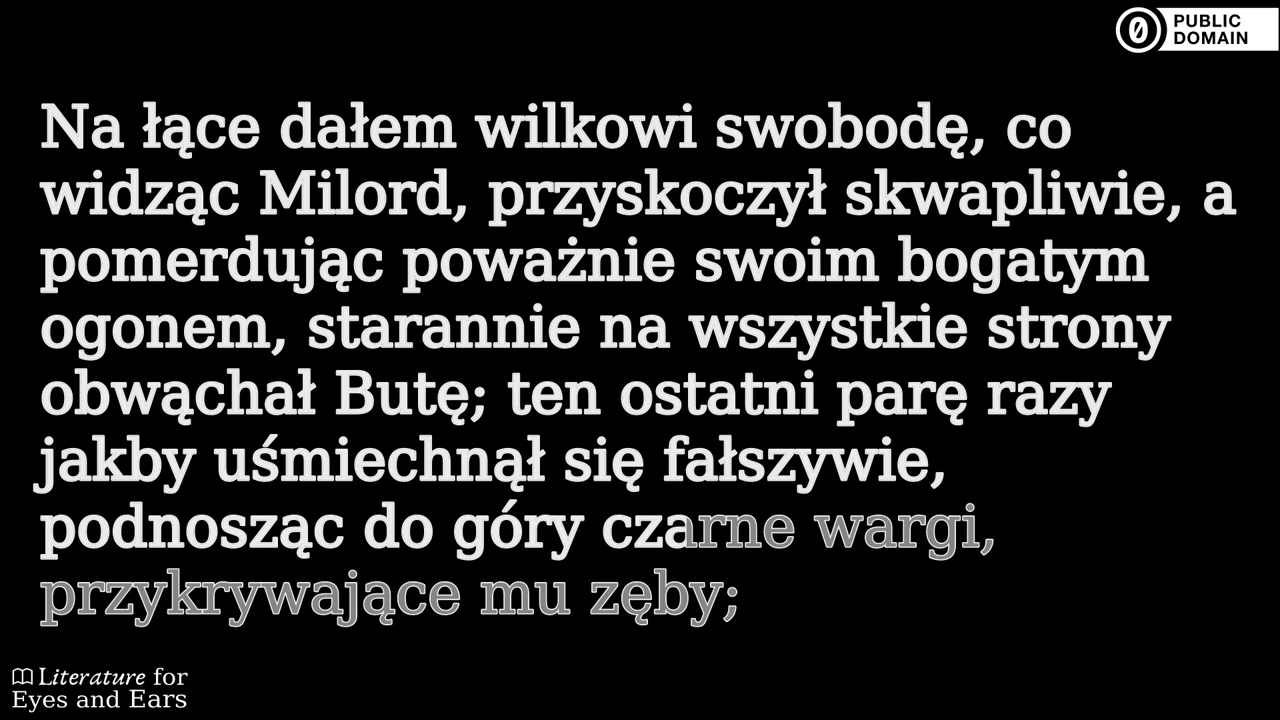 PUBLIC
DOMAIN
Na łące dałem wilkowi swobodę, co
widząc Milord, przyskoczył skwapliwie, a
pomerdując poważnie swoim bogatym
ogonem, starannie na wszystkie strony
obwąchał Butę; ten ostatni parę razy
jakby uśmiechnął się fałszywie,
podnosząc do góry czarne wargi,
przykrywające mu zęby;
Literature for
Eyes and Ears